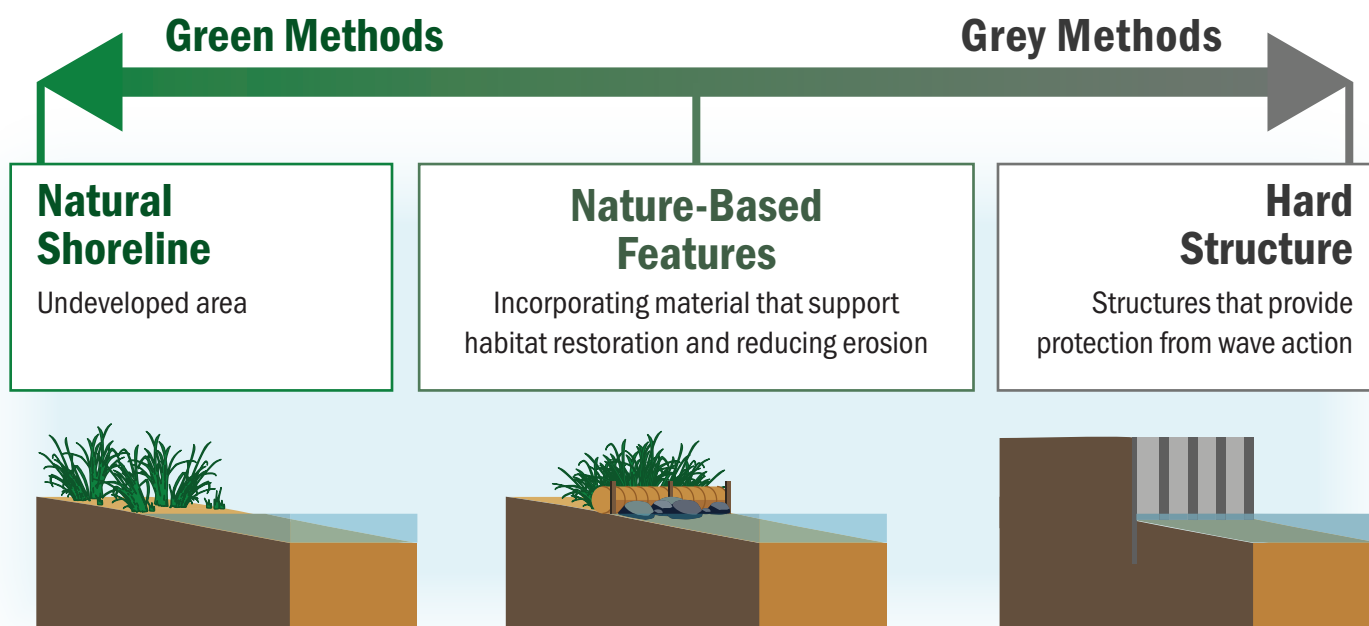 Green Methods
Grey Methods
Natural
Shoreline
Undeveloped area
Nature-Based
Features
Incorporating material that support
habitat restoration and reducing erosion
Hard
Structure
Structures that provide
protection from wave action